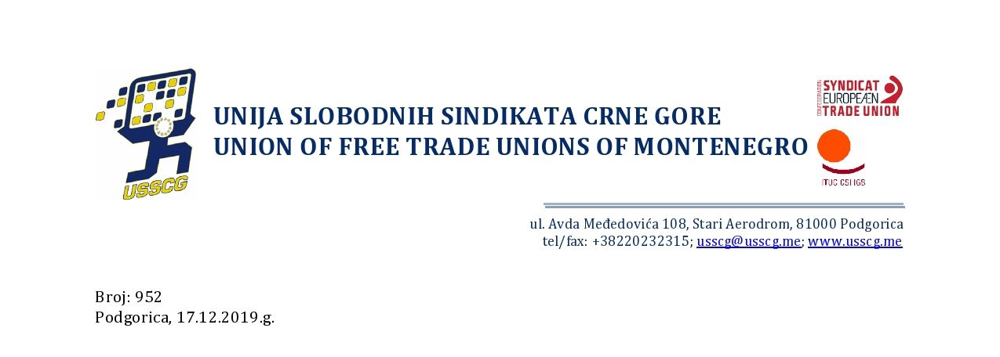 USSCG
UNIJA SLOBODNIH SINDIKATA CRNE GORE
UNION OF FREE TRADE UNIONS OF MONTENEGRO
CONFEDERATION
SYNDICAT
EUROPEÆN
TRADE UNION
ITUC CSI IGB
ul. Avda Međedovića 108, Stari Aerodrom, 81000 Podgorica
tel/fax: +38220232315; usscg@usscg.me; www.usscg.me
Broj: 952
Podgorica, 17.12.2019.g.